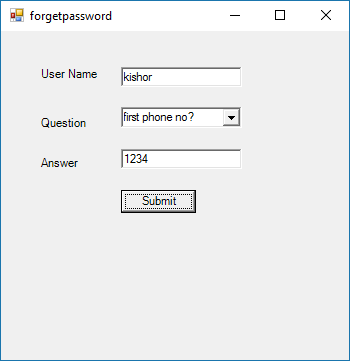 forgetpassword
User Name kishor
Question first phone no?
Answer 1234
Submit